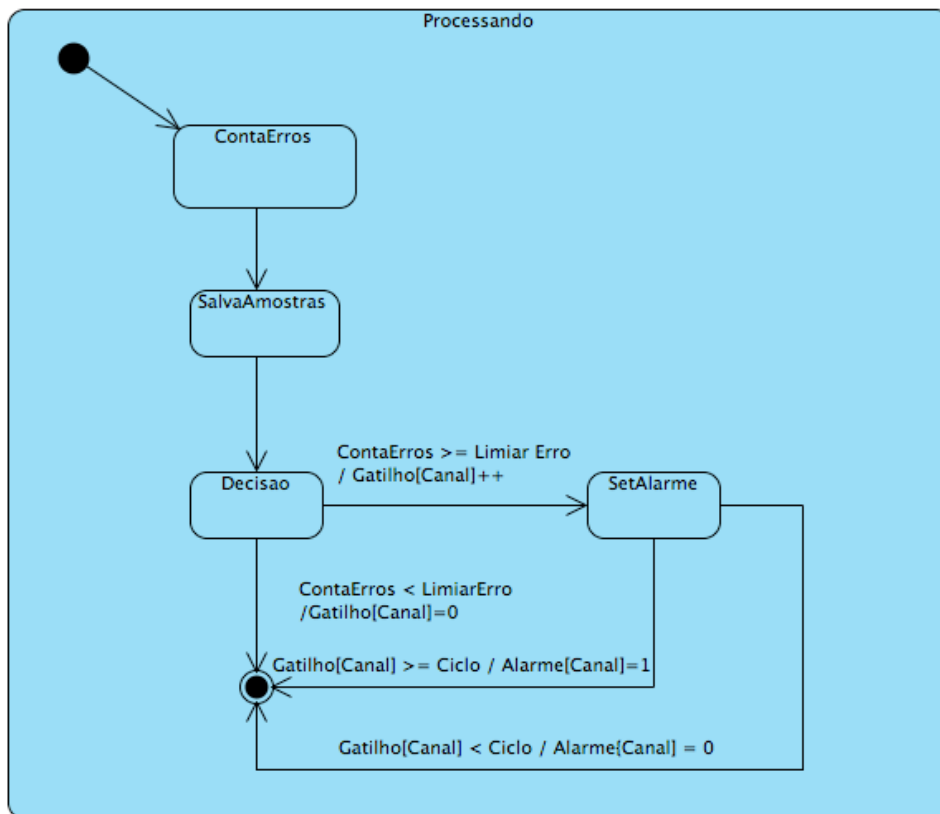 Processando
ContaErros
SalvaAmostras
ContaErros >= Limiar Erro
/ Gatilho[Canal]++
Decisao
SetAlarme
ContaErros < LimiarErro
/Gatilho[Canal]=0
Gatilho[Canal] >= Ciclo / Alarme[Canal]=1
Gatilho[Canal] < Ciclo / Alarme{Canal] = 0